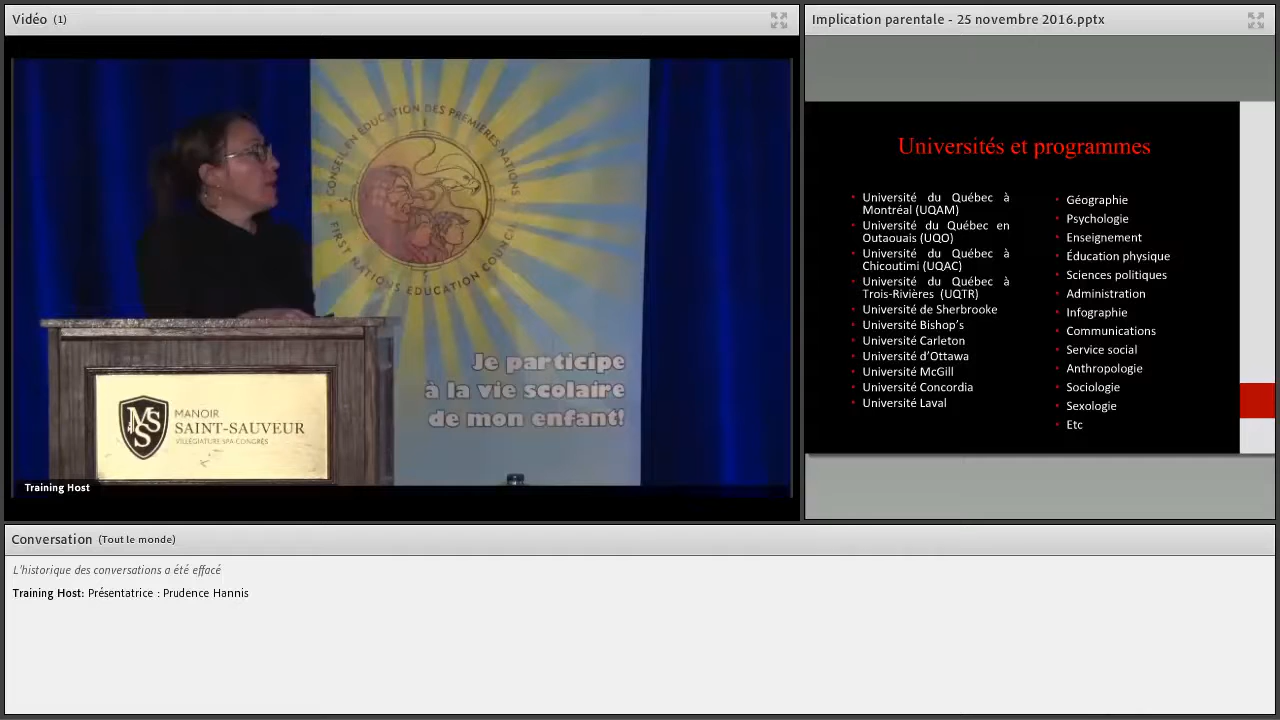 Vidéo (1)
CONSEIL EN ÉDUCATION DES PREMIÈRES NATIONS
FIRST NATIONS EDUCATION COUNCIL
Je participe
à la vie scolaire
de mon enfant!
MSS
MANOIR
SAINT-SAUVEUR
VILLÉGIATURE SPA CONGRÈS
Training Host
Implication parentale - 25 novembre 2016.pptx
Universités et programmes
• Université du Québec à
Montréal (UQAM)
• Université du Québec en
Outaouais (UQO)
• Université du Québec à
Chicoutimi (UQAC)
• Université du Québec à
Trois-Rivières (UQTR)
• Université de Sherbrooke
• Université Bishop’s
• Université Carleton
• Université d’Ottawa
• Université McGill
• Université Concordia
• Université Laval
• Géographie
• Psychologie
• Enseignement
• Éducation physique
• Sciences politiques
• Administration
• Infographie
• Communications
• Service social
• Anthropologie
• Sociologie
• Sexologie
• Etc
Conversation (Tout le monde)
L’historique des conversations a été effacé
Training Host: Présentatrice : Prudence Hannis